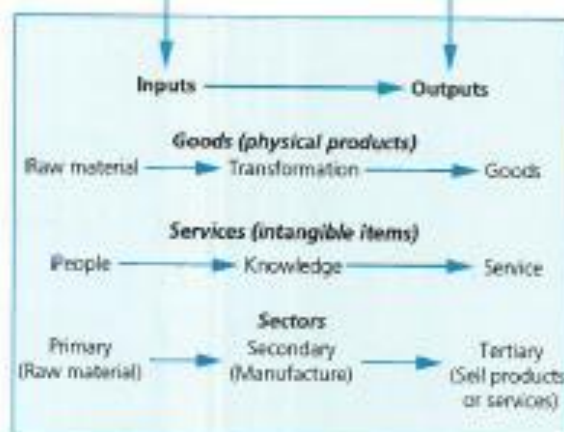 Inputs Outputs
Goods (physical products)
Raw material Transformation Goods
Services (intangible items)
People Knowledge Service
Sectors
Primary Secondary Tertiary
(Raw material) (Manufacture) (Sell products
or services)